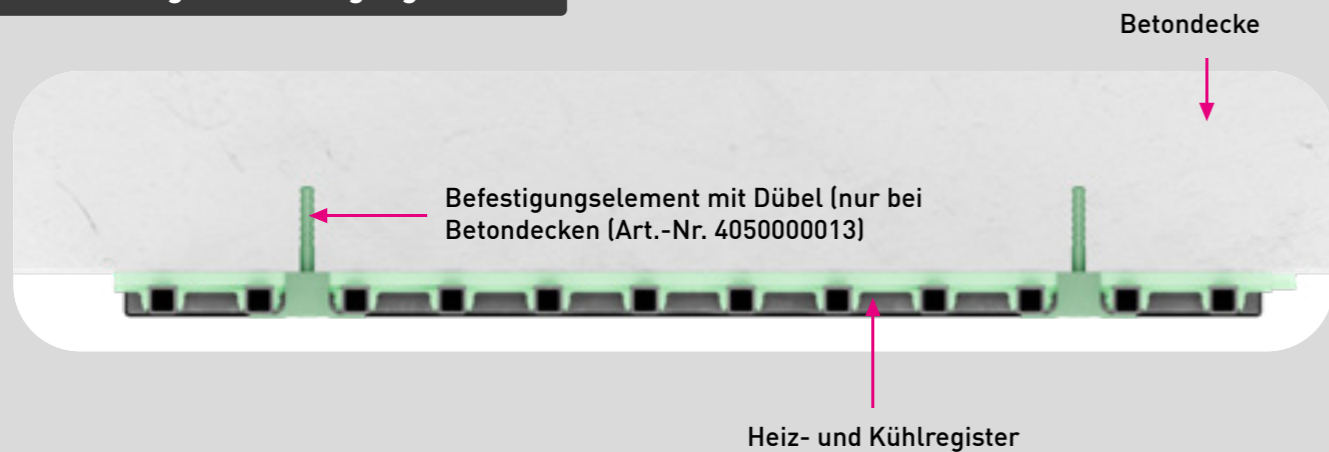 Betondecke
Befestigungselement mit Dübel (nur bei
Betondecken (Art.-Nr. 4050000013)
Heiz- und Kühlregister